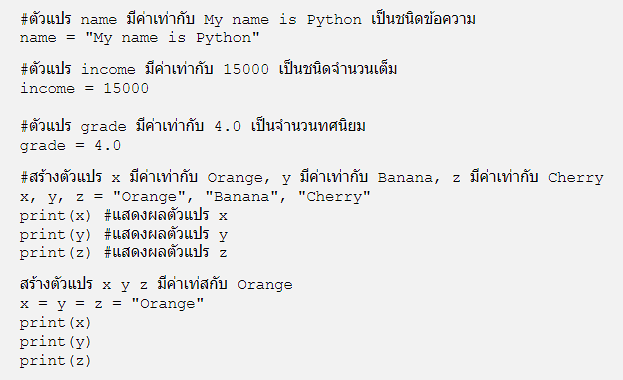 #ตัวแปร name มีค่าเท่ากับ My name is Python เป็นชนิดข้อความ
name = "My name is Python"
#ตัวแปร income มีค่าเท่ากับ 15000 เป็นชนิดจำนวนเต็ม
income = 15000
#ตัวแปร grade มีค่าเท่ากับ 4.0 เป็นจำนวนทศนิยม
grade = 4.0
#สร้างตัวแปร x มีค่าเท่ากับ Orange, y มีค่าเท่ากับ Banana, z มีค่าเท่ากับ Cherry
x, y, z = "Orange", "Banana", "Cherry"
print(x) #แสดงผลตัวแปร x
print(y) #แสดงผลตัวแปร y
print(z) #แสดงผลตัวแปร z
สร้างตัวแปร x y z มีค่าเท่สกับ Orange
x = y = z = "Orange"
print(x)
print(y)
print(z)